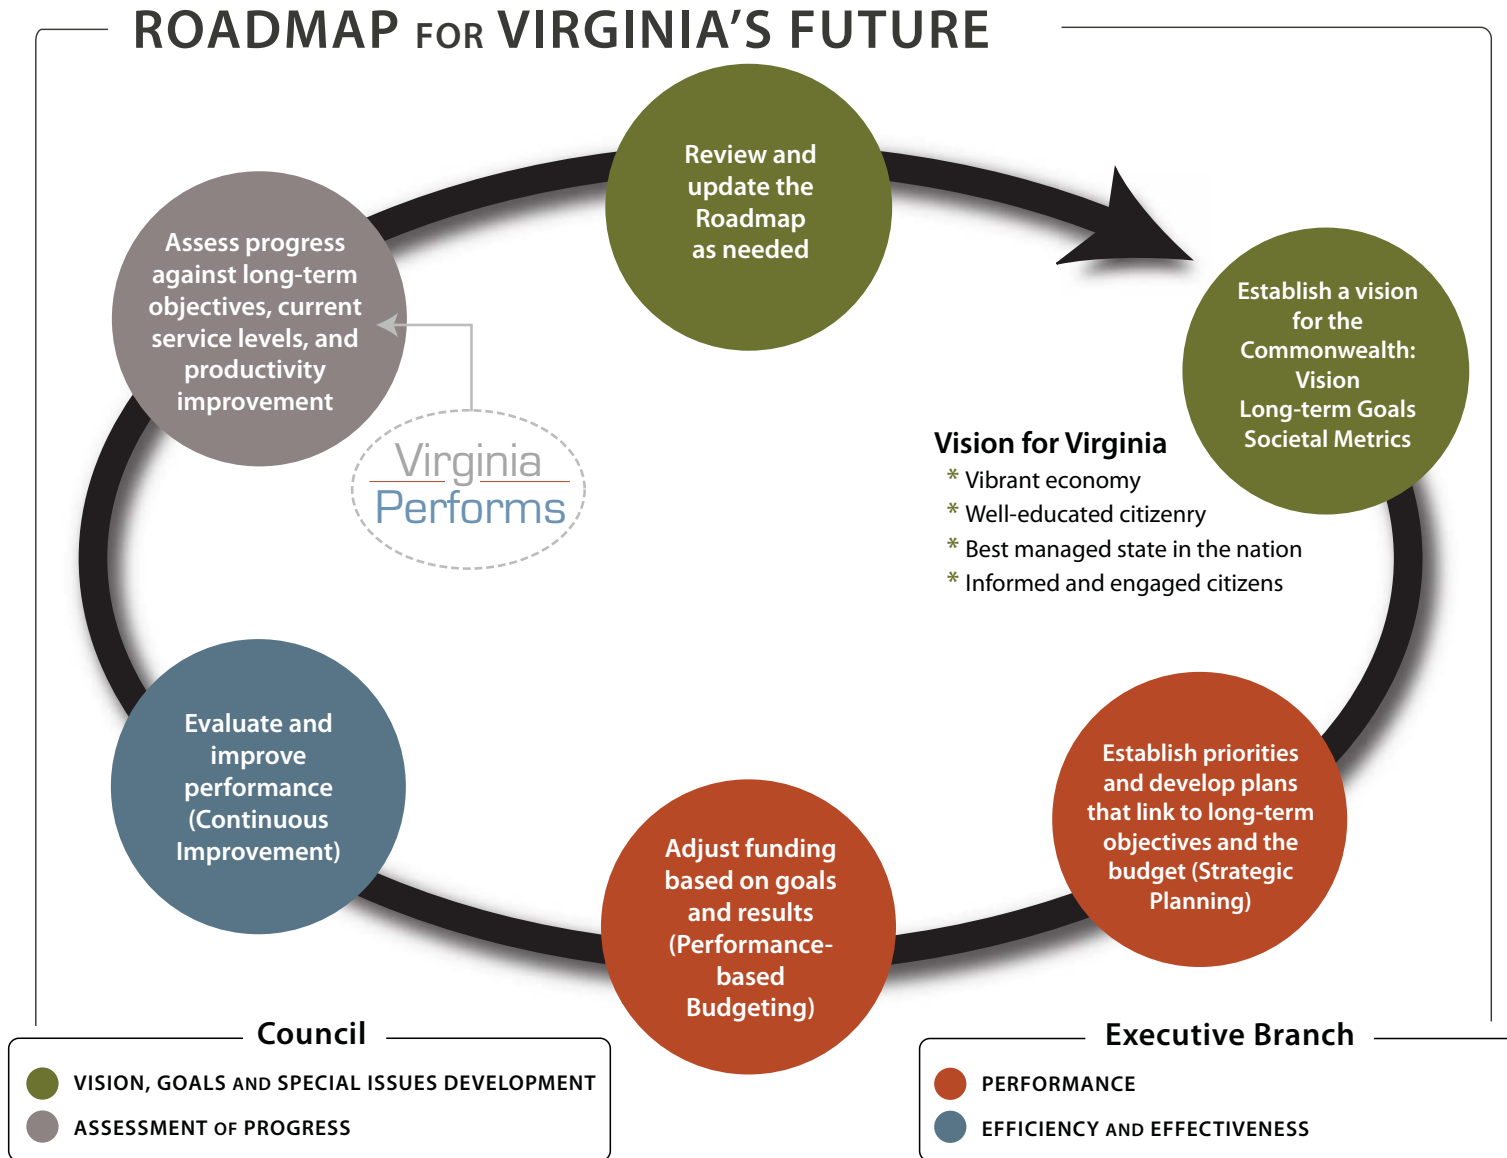 ROADMAP FOR VIRGINIA'S FUTURE
Review and
update the
Roadmap
as needed
Establish a vision
for the
Commonwealth:
Vision
Long-term Goals
Societal Metrics
Vision for Virginia
* Vibrant economy
* Well-educated citizenry
* Best managed state in the nation
* Informed and engaged citizens
Establish priorities
and develop plans
that link to long-term
objectives and the
budget (Strategic
Planning)
Adjust funding
based on goals
and results
(Performance-
based
Budgeting)
Evaluate and
improve
performance
(Continuous
Improvement)
Assess progress
against long-term
objectives, current
service levels, and
productivity
improvement
Virginia
Performs
Council
VISION, GOALS AND SPECIAL ISSUES DEVELOPMENT
ASSESSMENT OF PROGRESS
Executive Branch
PERFORMANCE
EFFICIENCY AND EFFECTIVENESS